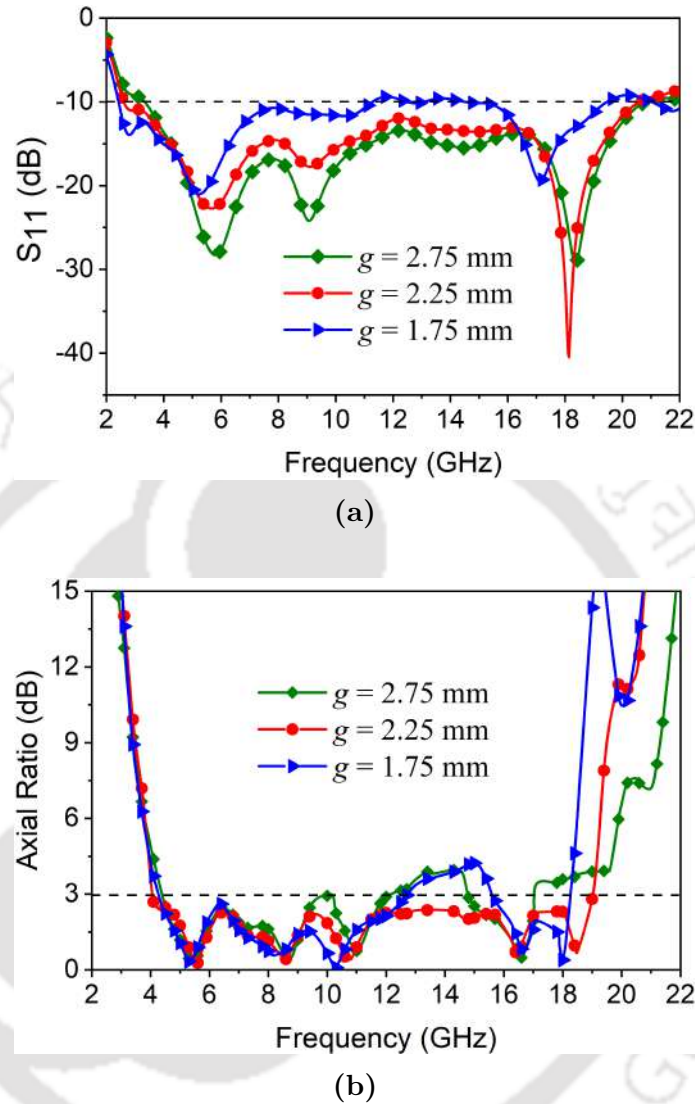 0
-10
-20
-30
-40
S₁₁ (dB)
g = 2.75 mm
g = 2.25 mm
g = 1.75 mm
2 4 6 8 10 12 14 16 18 20 22
Frequency (GHz)
(a)
15
12
9
6
3
0
Axial Ratio (dB)
g = 2.75 mm
g = 2.25 mm
g = 1.75 mm
2 4 6 8 10 12 14 16 18 20 22
Frequency (GHz)
(b)